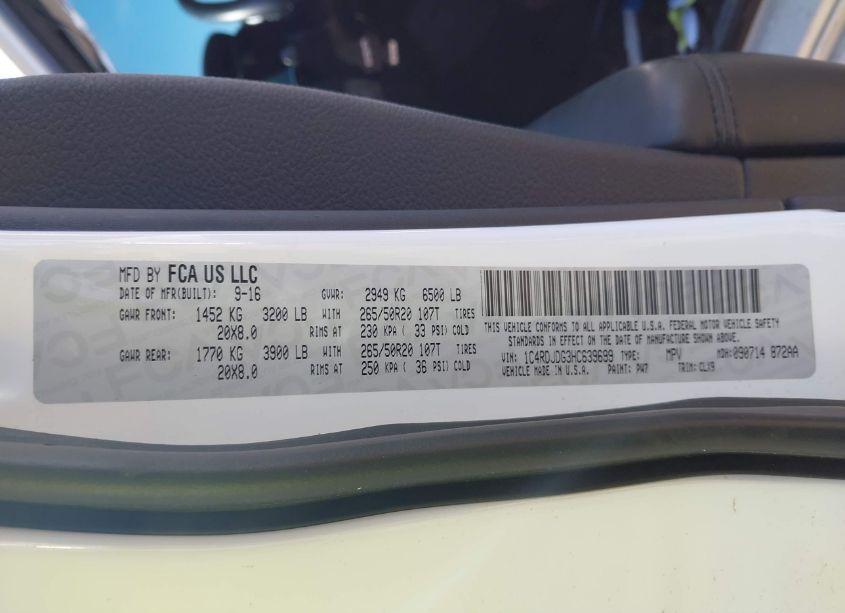 MFD BY FCA US LLC
DATE OF MFR(BUILT): 9-16 GVWR: 2949 KG 6500 LB
GAWR FRONT: 1452 KG 3200 LB WITH 265/50R20 107T TIRES
20X8.0 RIMS AT 230 KPA ( 33 PSI) COLD
GAWR REAR: 1770 KG 3900 LB WITH 265/50R20 107T TIRES
20X8.0 RIMS AT 250 KPA ( 36 PSI) COLD
THIS VEHICLE CONFORMS TO ALL APPLICABLE U.S.A. FEDERAL MOTOR VEHICLE SAFETY
STANDARDS IN EFFECT ON THE DATE OF MANUFACTURE SHOWN ABOVE.
VIN: 1C4RDJDG3HC639699 TYPE: MPV MDH:090714 872AA
VEHICLE MADE IN U.S.A. PAINT: PW7 TRIM: CLX9